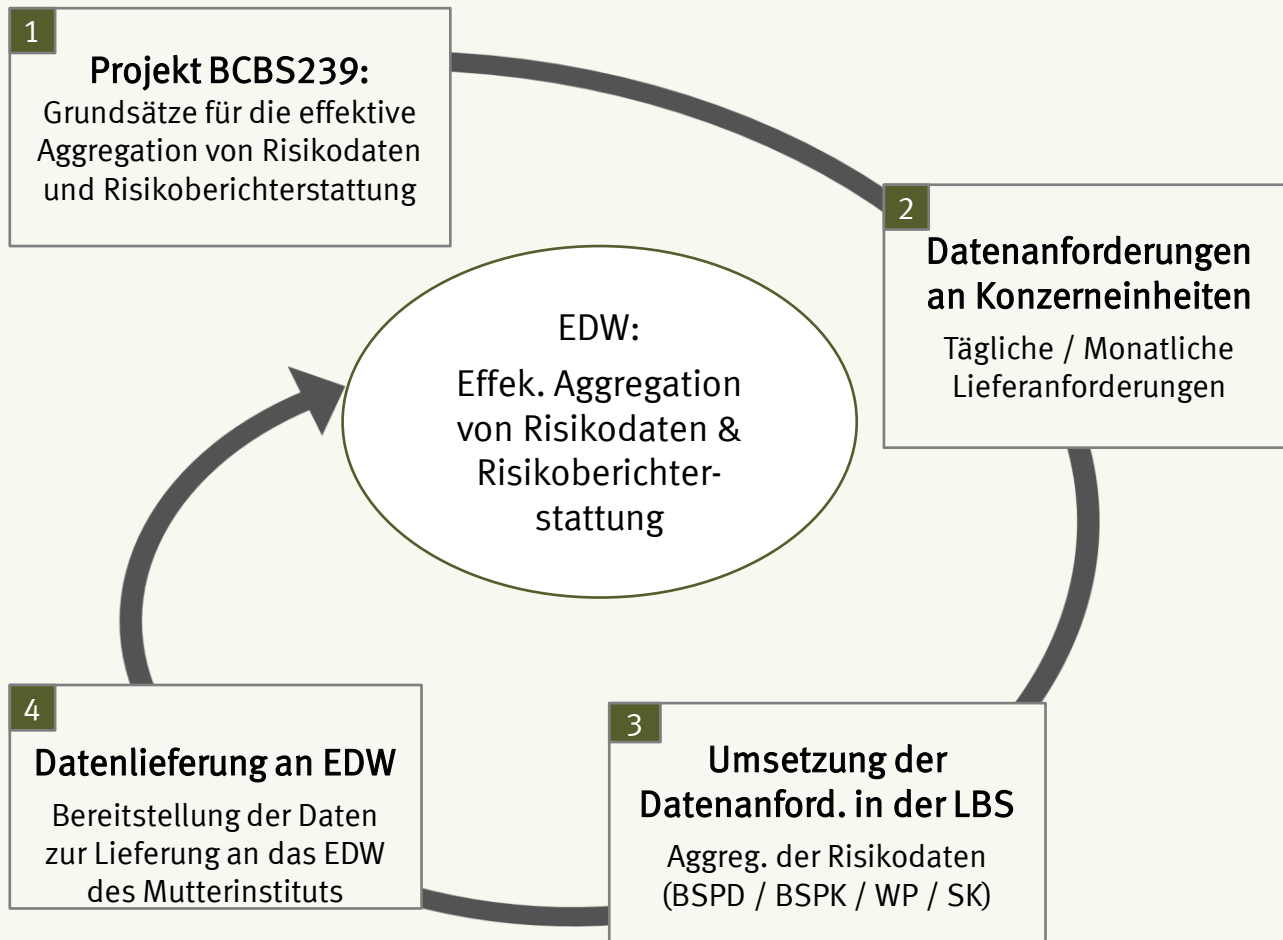 1
Projekt BCBS239:
Grundsätze für die effektive
Aggregation von Risikodaten
und Risikoberichterstattung
2
Datenanforderungen
an Konzerneinheiten
Tägliche / Monatliche
Lieferanforderungen
EDW:
Effek. Aggregation
von Risikodaten &
Risikoberichter-
stattung
3
Umsetzung der
Datenanford. in der LBS
Aggreg. der Risikodaten
(BSPD / BSPK / WP / SK)
4
Datenlieferung an EDW
Bereitstellung der Daten
zur Lieferung an das EDW
des Mutterinstituts